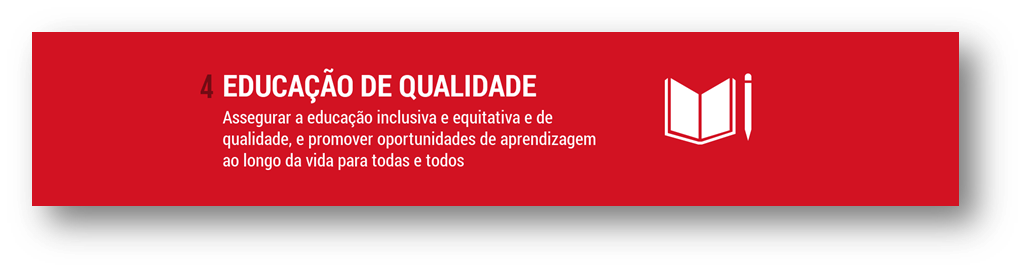 4 EDUCAÇÃO DE QUALIDADE
Assegurar a educação inclusiva e equitativa e de
qualidade, e promover oportunidades de aprendizagem
ao longo da vida para todas e todos